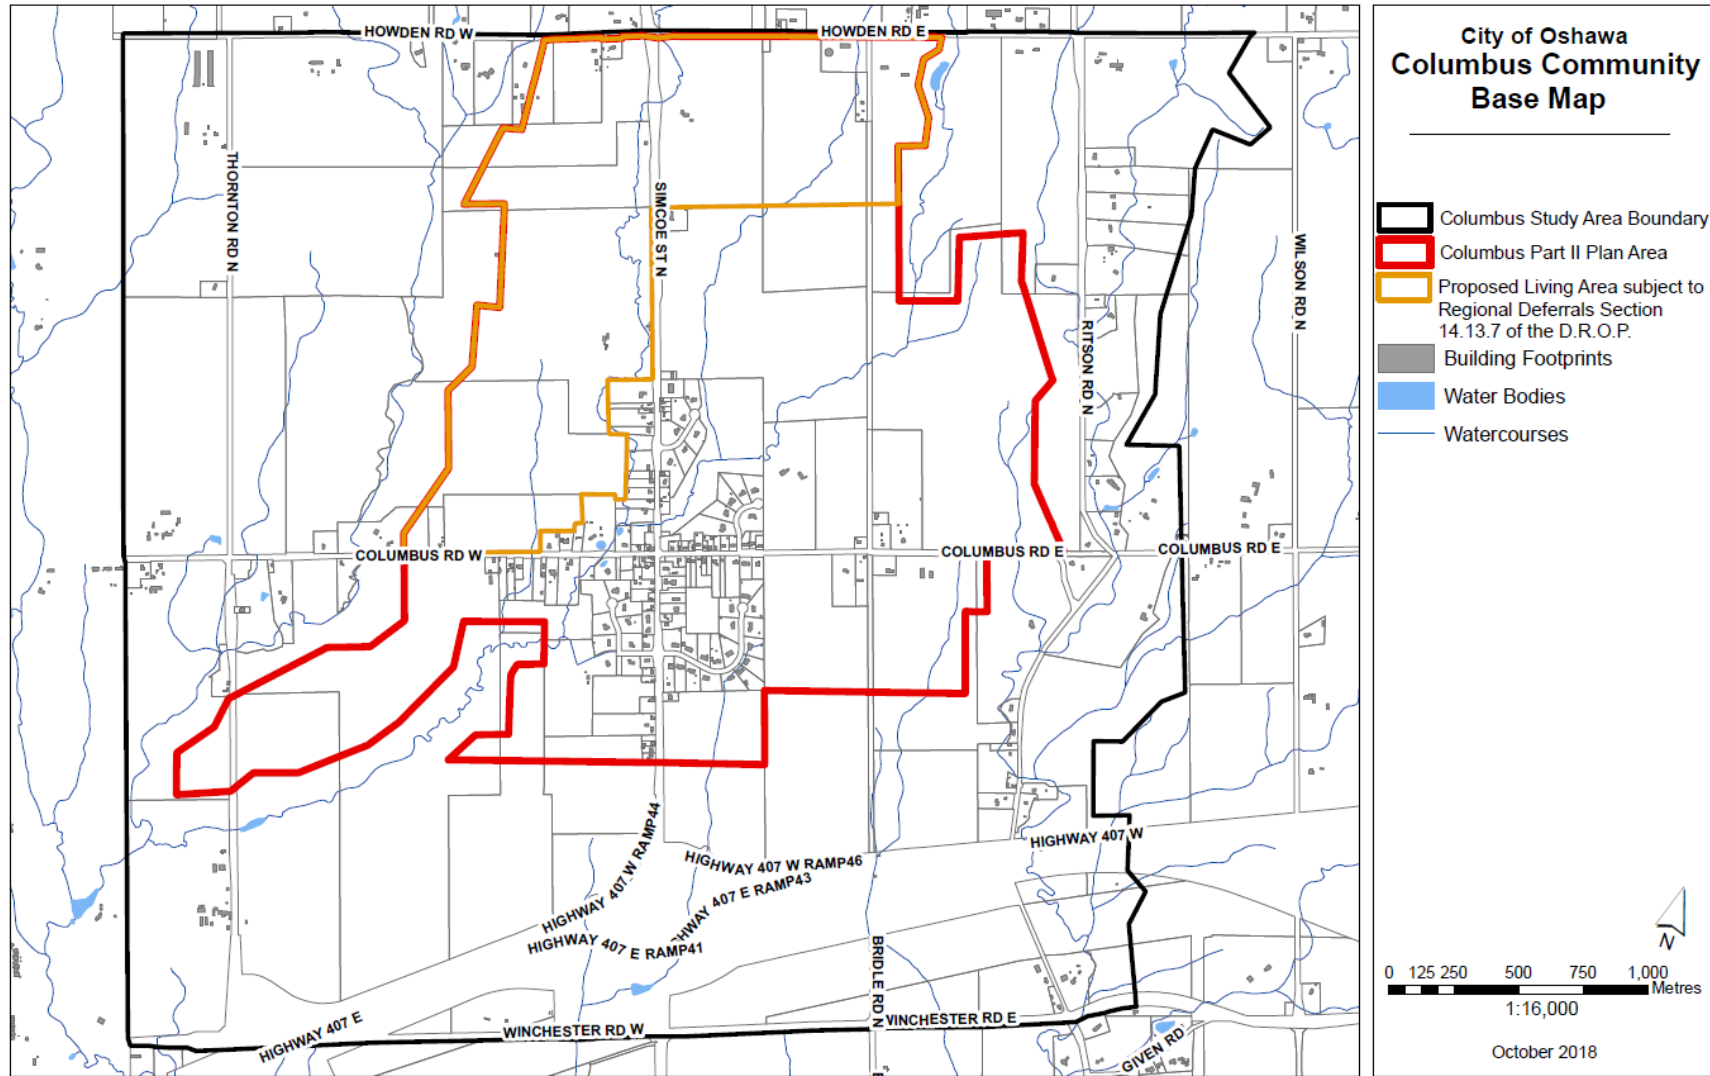 HOWDEN RD W
HOWDEN RD E
THORNTON RD N
SIMCOE ST N
WILSON RD N
RITSON RD N
COLUMBUS RD W
COLUMBUS RD E
COLUMBUS RD E
HIGHWAY 407 W RAMP44
HIGHWAY 407 W
HIGHWAY 407 W RAMP46
HWAY 407 E RAMP43
HIGHWAY 407 E RAMP41
BRIDLE RD N
HIGHWAY 407 E
WINCHESTER RD W
VINCHESTER RD E
GIVEN RD
City of Oshawa
Columbus Community
Base Map
Columbus Study Area Boundary
Columbus Part II Plan Area
Proposed Living Area subject to
Regional Deferrals Section
14.13.7 of the D.R.O.P.
Building Footprints
Water Bodies
Watercourses
N
0 125 250 500 750 1,000
Metres
1:16,000
October 2018